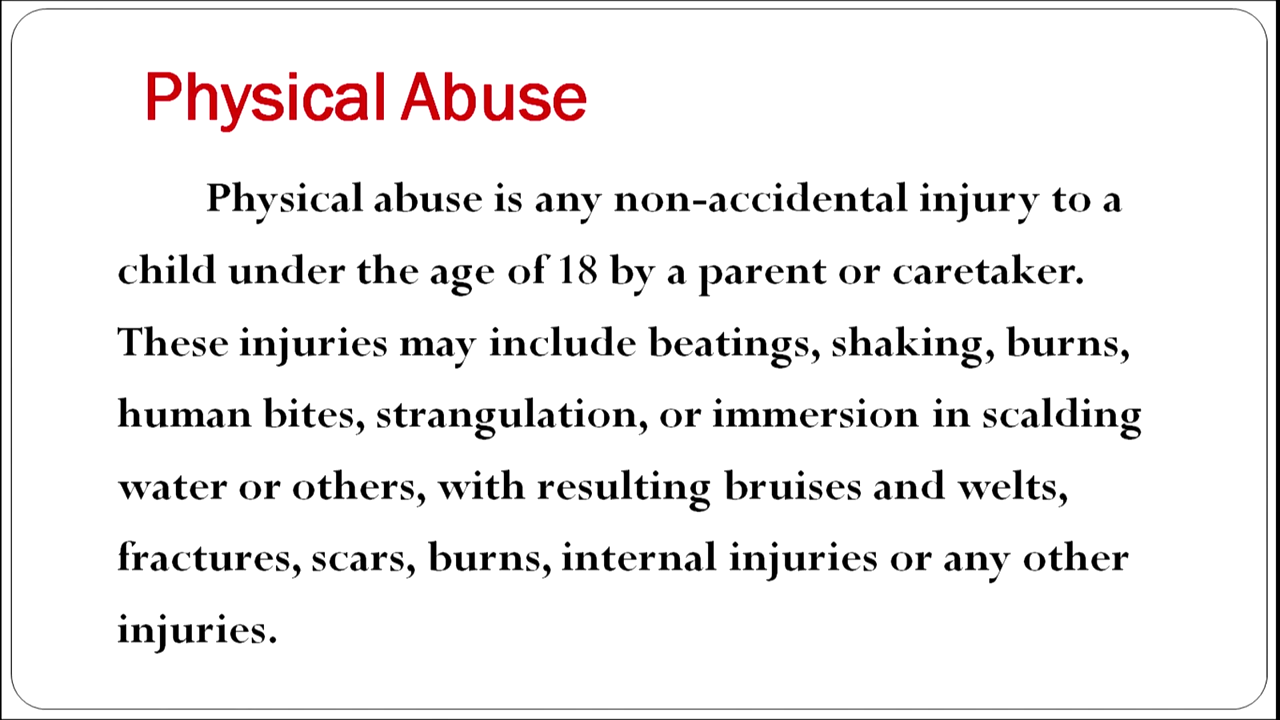 Physical Abuse
Physical abuse is any non-accidental injury to a
child under the age of 18 by a parent or caretaker.
These injuries may include beatings, shaking, burns,
human bites, strangulation, or immersion in scalding
water or others, with resulting bruises and welts,
fractures, scars, burns, internal injuries or any other
injuries.